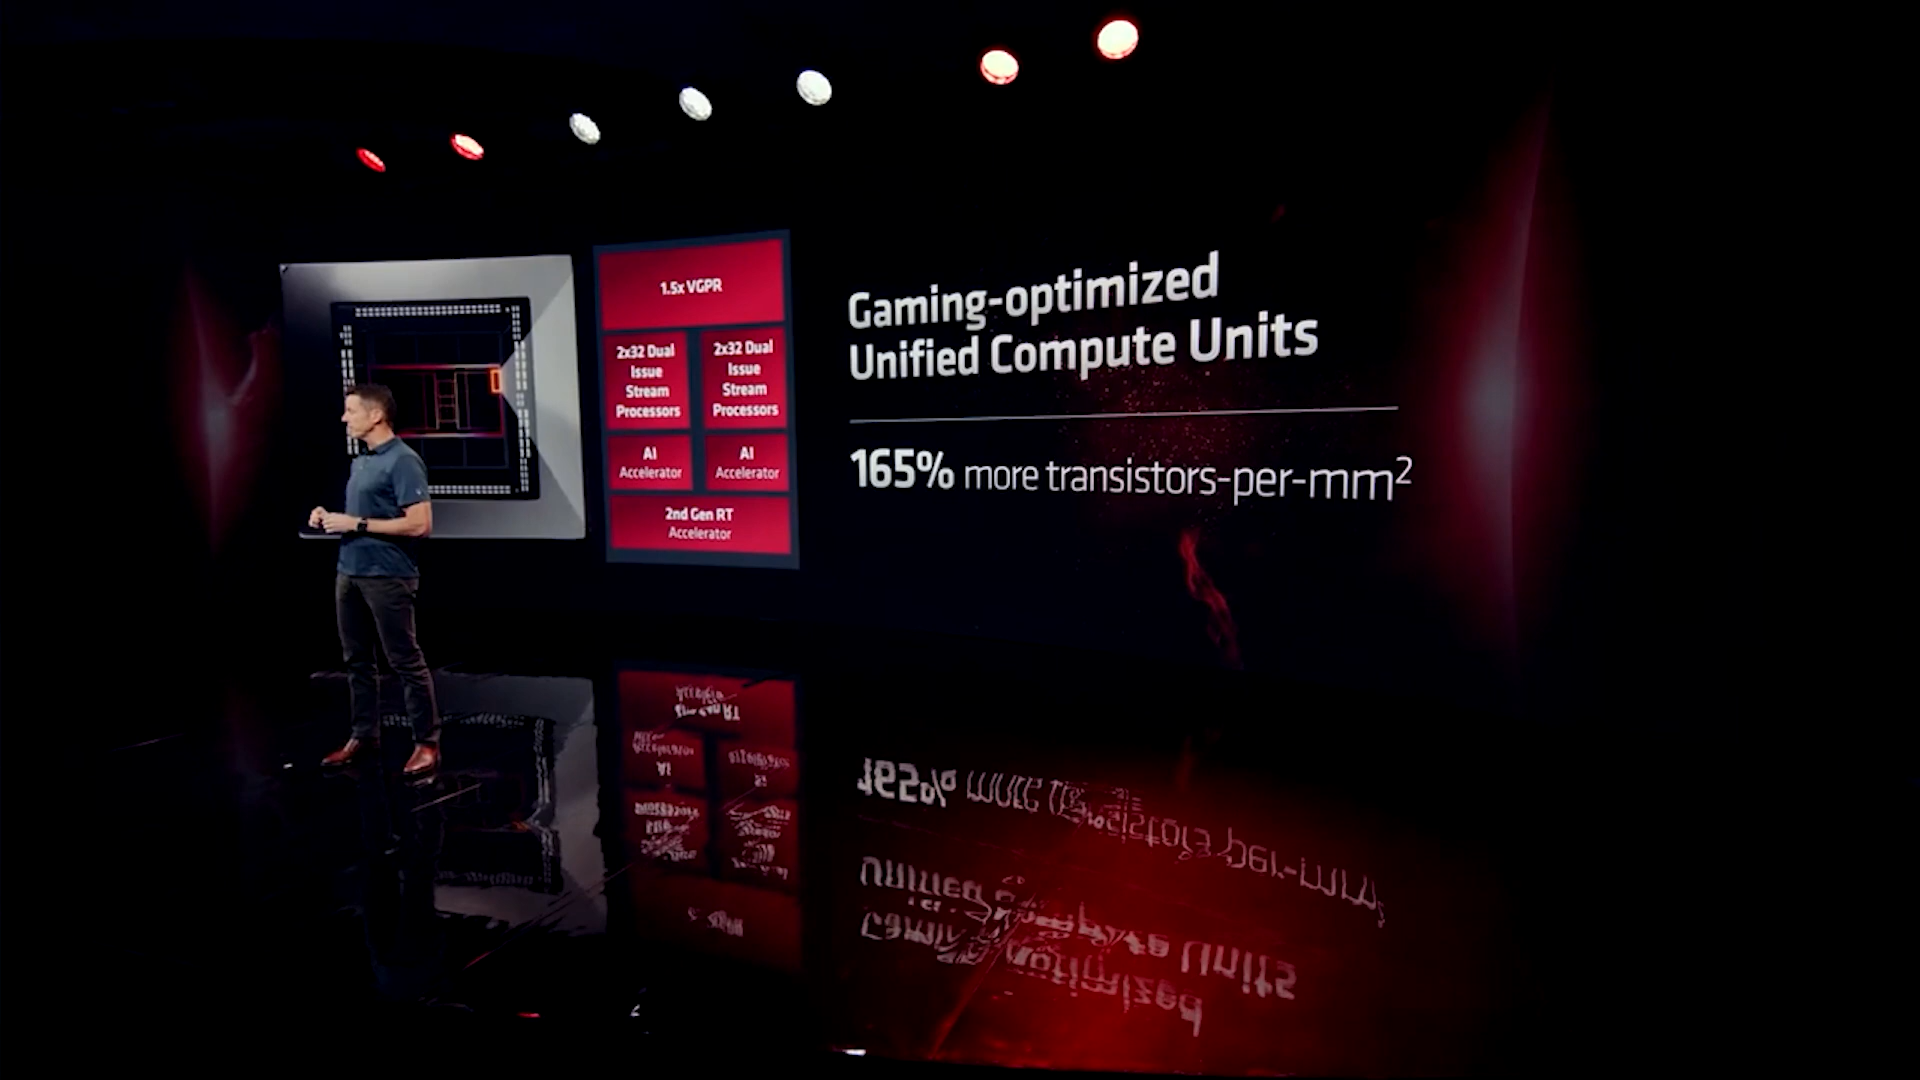 1.5x VGPR
2x32 Dual
Issue
Stream
Processors
2x32 Dual
Issue
Stream
Processors
AI
Accelerator
AI
Accelerator
2nd Gen RT
Accelerator
Gaming-optimized
Unified Compute Units
165% more transistors-per-mm²